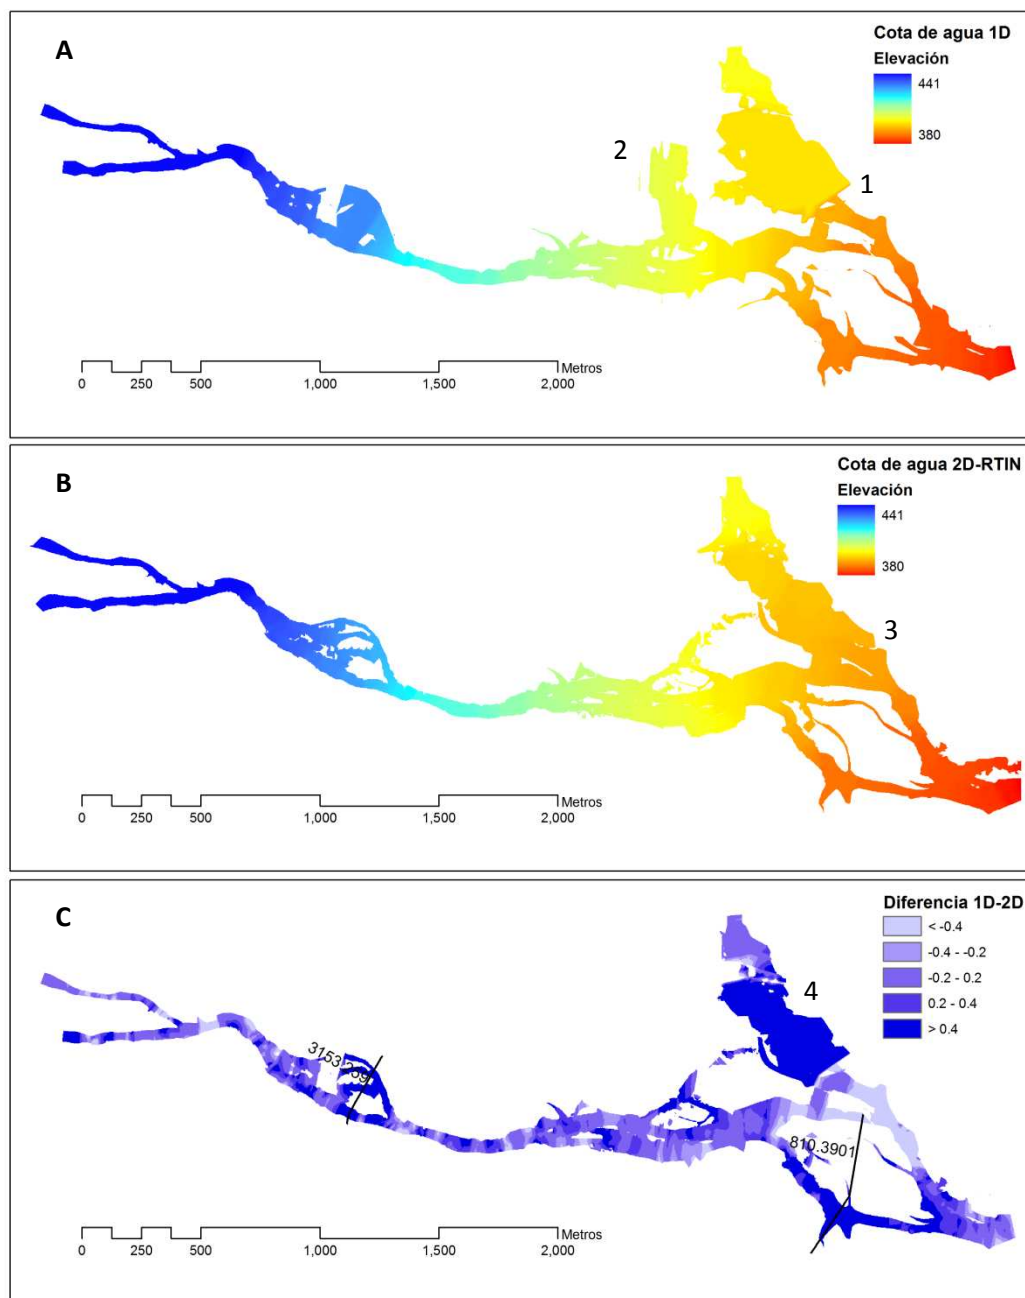 A
Cota de agua 1D
Elevación
441
380
2
1
Metros
0 250 500 1,000 1,500 2,000
B
Cota de agua 2D-RTIN
Elevación
441
380
3
Metros
0 250 500 1,000 1,500 2,000
C
Diferencia 1D-2D
< -0.4
-0.4 - -0.2
-0.2 - 0.2
0.2 - 0.4
> 0.4
4
3153.259
810.3901
Metros
0 250 500 1,000 1,500 2,000